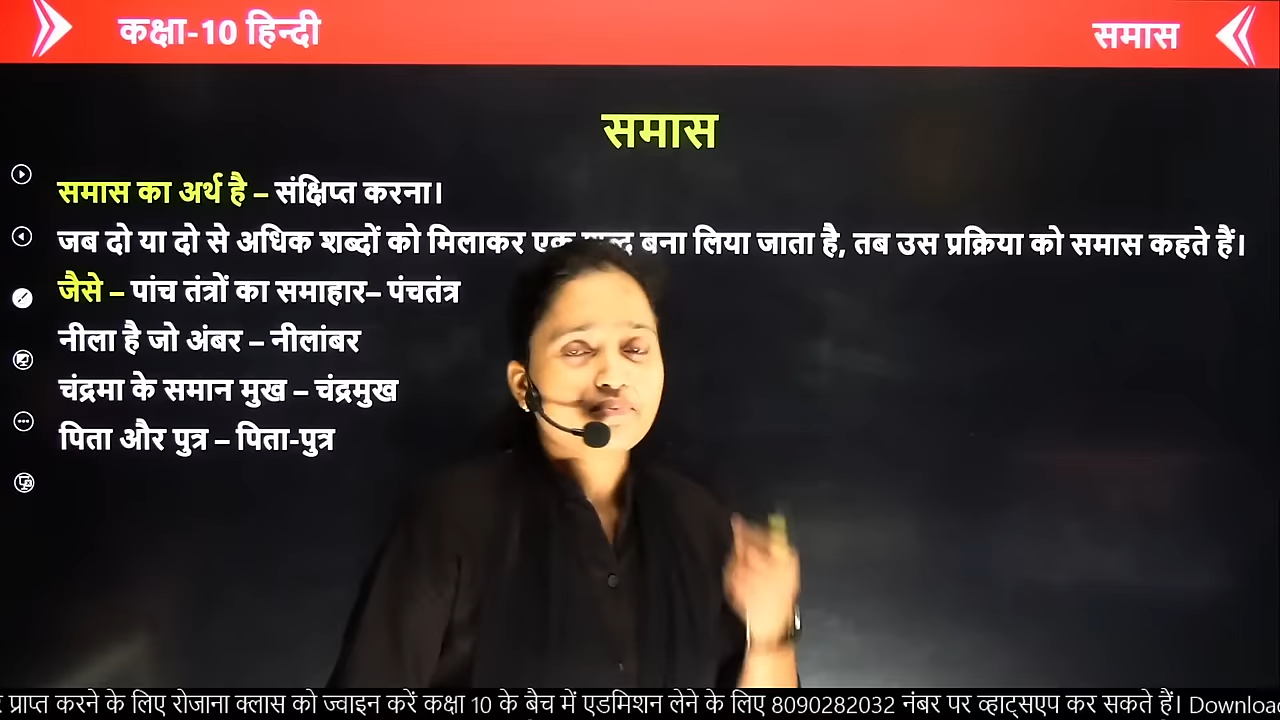 कक्षा-10 हिन्दी
समास
समास
समास का अर्थ है – संक्षिप्त करना।
जब दो या दो से अधिक शब्दों को मिलाकर एक शब्द बना लिया जाता है, तब उस प्रक्रिया को समास कहते हैं।
जैसे – पांच तंत्रों का समाहार– पंचतंत्र
नीला है जो अंबर – नीलांबर
चंद्रमा के समान मुख – चंद्रमुख
पिता और पुत्र – पिता-पुत्र
प्राप्त करने के लिए रोजाना क्लास को ज्वाइन करें कक्षा 10 के बैच में एडमिशन लेने के लिए 8090282032 नंबर पर व्हाट्सएप कर सकते हैं। Download